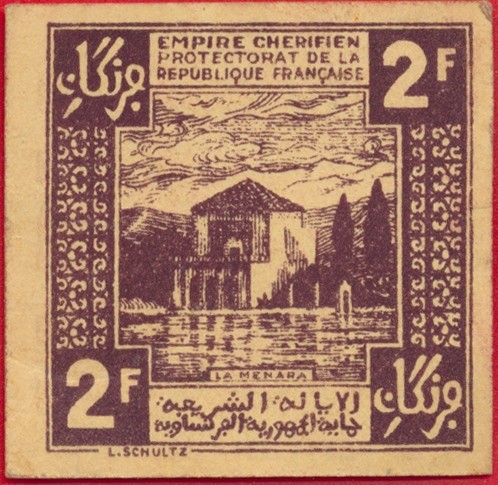 فرنكان
EMPIRE CHERIFIEN
PROTECTORAT DE LA
REPUBLIQUE FRANÇAISE
2F
LA MENARA
2F
الإيالة الشريفة
حماية الجمهورية الفرنساوية
فرنكان
L. SCHULTZ